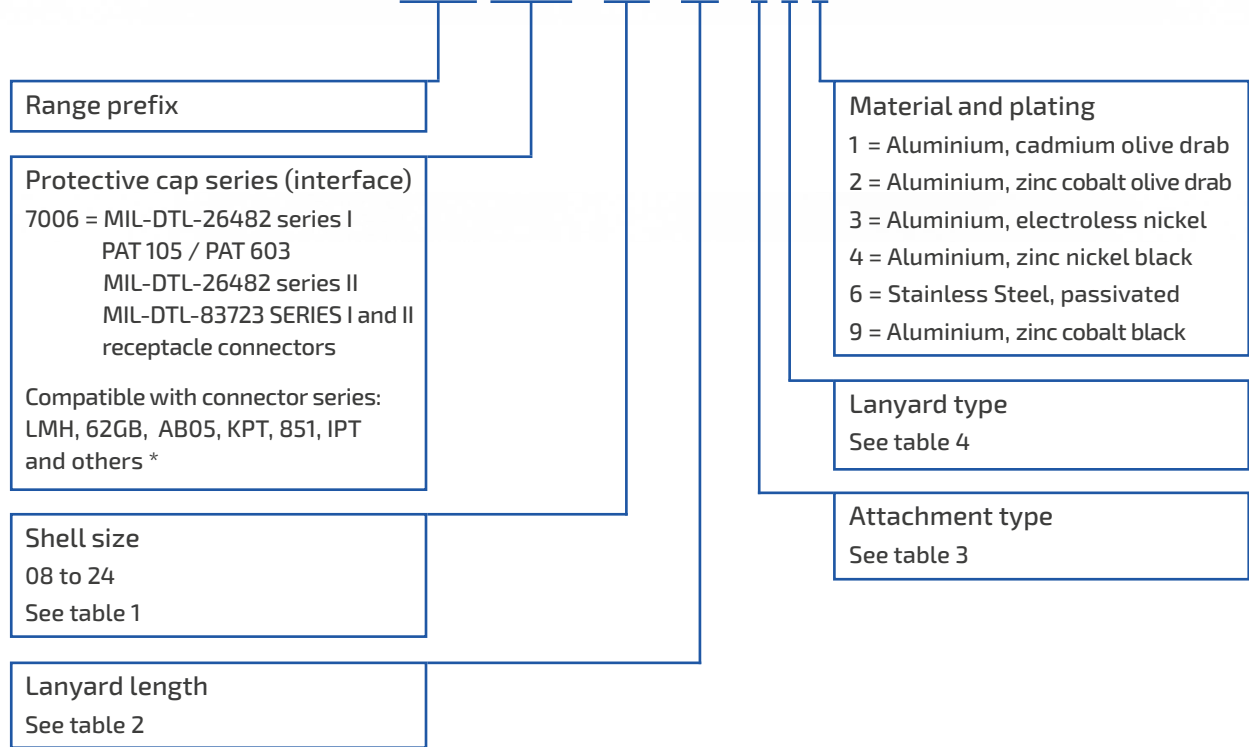 Range prefix
Protective cap series (interface)
7006 = MIL-DTL-26482 series I
PAT 105 / PAT 603
MIL-DTL-26482 series II
MIL-DTL-83723 SERIES I and II
receptacle connectors
Compatible with connector series:
LMH, 62GB, AB05, KPT, 851, IPT
and others *
Shell size
08 to 24
See table 1
Lanyard length
See table 2
Material and plating
1 = Aluminium, cadmium olive drab
2 = Aluminium, zinc cobalt olive drab
3 = Aluminium, electroless nickel
4 = Aluminium, zinc nickel black
6 = Stainless Steel, passivated
9 = Aluminium, zinc cobalt black
Lanyard type
See table 4
Attachment type
See table 3